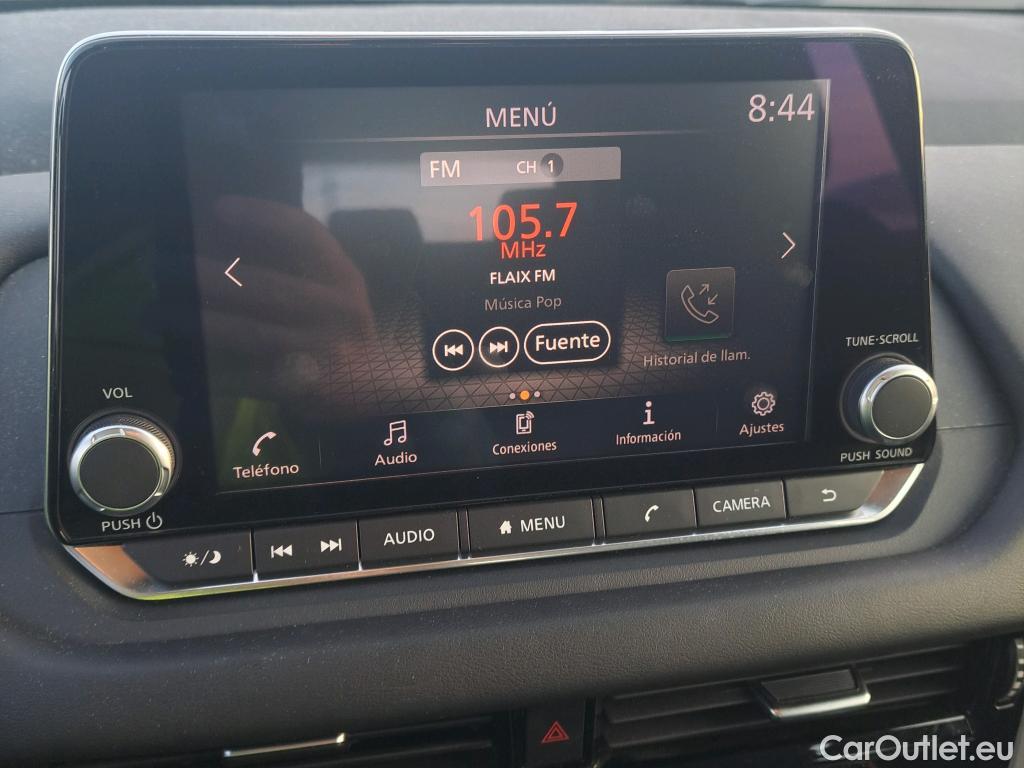 MENÚ
8:44
FM CH 1
105.7
MHz
FLAIX FM
Música Pop
Fuente
Historial de llam.
Teléfono
Audio
Conexiones
Información
Ajustes
VOL
PUSH
TUNE·SCROLL
PUSH SOUND
AUDIO
MENU
CAMERA
CarOutlet.eu